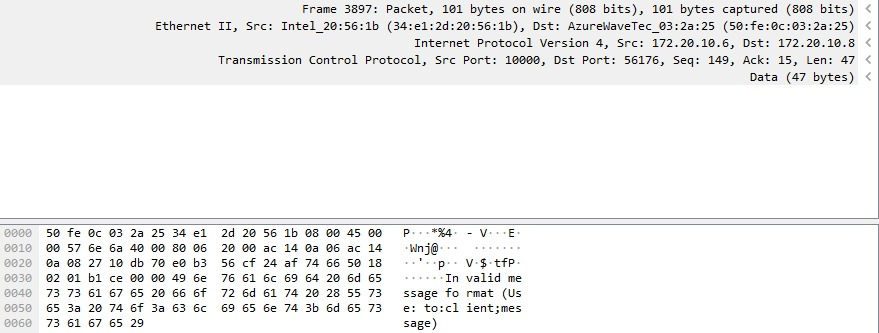 Frame 3897: Packet, 101 bytes on wire (808 bits), 101 bytes captured (808 bits)
Ethernet II, Src: Intel_20:56:1b (34:e1:2d:20:56:1b), Dst: AzureWaveTec_03:2a:25 (50:fe:0c:03:2a:25)
Internet Protocol Version 4, Src: 172.20.10.6, Dst: 172.20.10.8
Transmission Control Protocol, Src Port: 10000, Dst Port: 56176, Seq: 149, Ack: 15, Len: 47
Data (47 bytes)
0000 50 fe 0c 03 2a 25 34 e1 2d 20 56 1b 08 00 45 00 P···*%4· - V···E·
0010 00 57 6e 6a 40 00 80 06 20 00 ac 14 0a 06 ac 14 ·Wnj@··· ·······
0020 0a 08 27 10 db 70 e0 b3 56 cf 24 af 74 66 50 18 ··'··p·· V·$·tfP·
0030 02 01 b1 ce 00 00 49 6e 76 61 6c 69 64 20 6d 65 ······In valid me
0040 73 73 61 67 65 20 66 6f 72 6d 61 74 20 28 55 73 ssage fo rmat (Us
0050 65 3a 20 74 6f 3a 63 6c 69 65 6e 74 3b 6d 65 73 e: to:cl ient;mes
0060 73 61 67 65 29 sage)